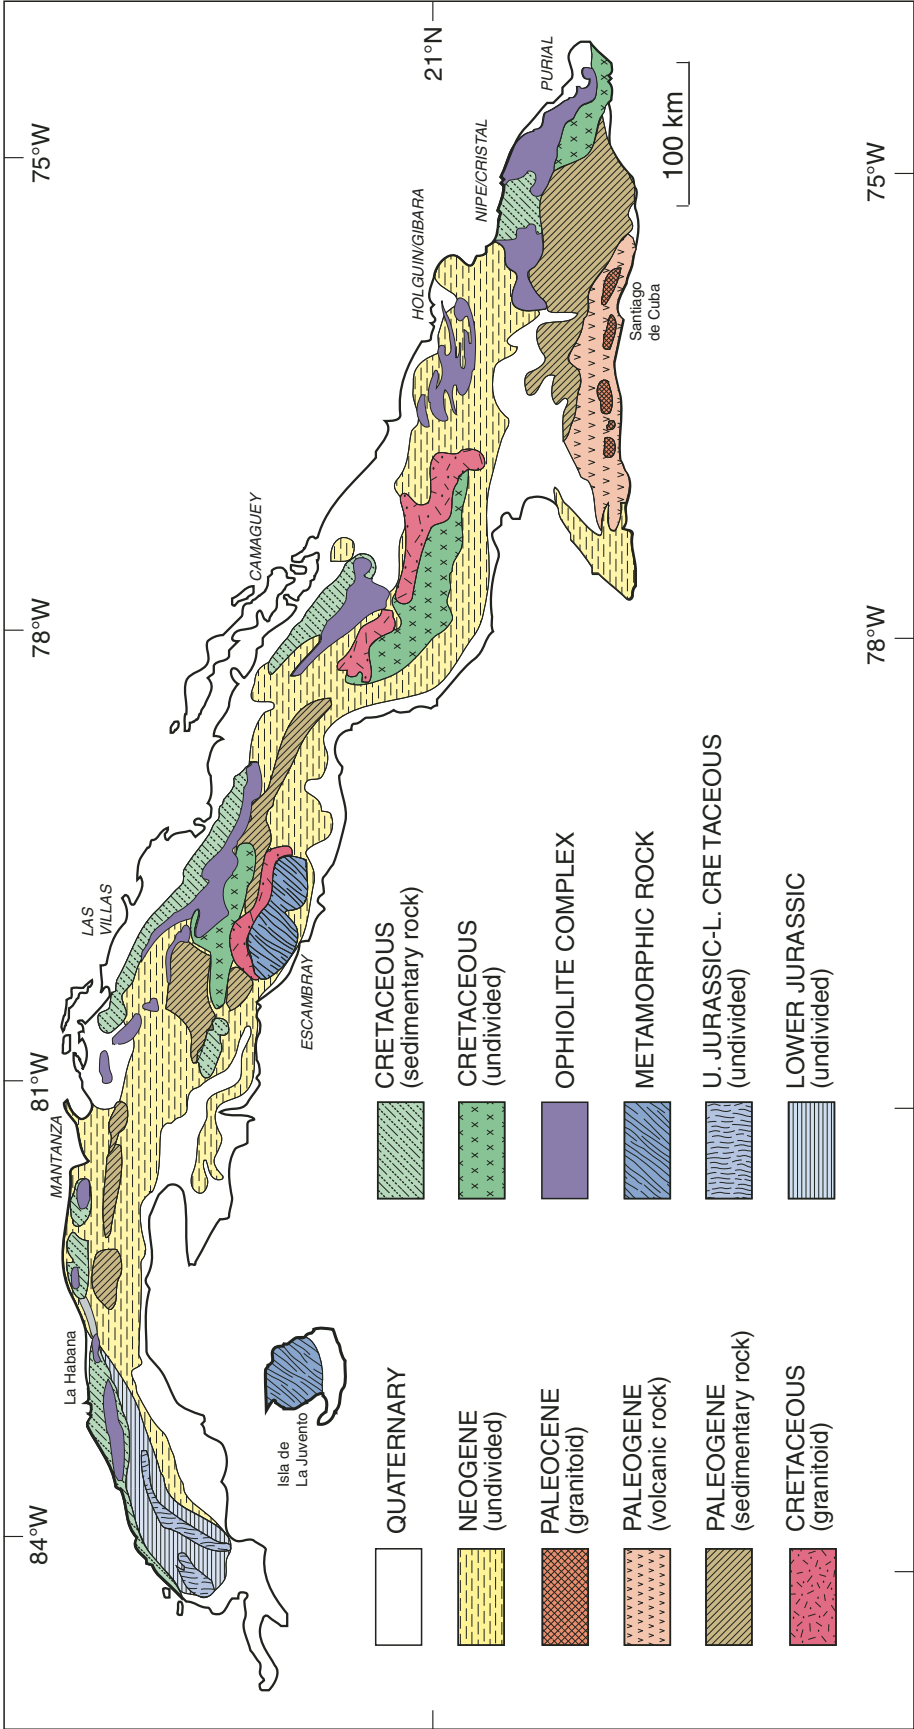 84°W
81°W
78°W
75°W
La Habana
MANTANZA
LAS
VILLAS
CAMAGUEY
HOLGUIN/GIBARA
NIPE/CRISTAL
PURIAL
21°N
Isla de
La Juvento
ESCAMBRAY
Santiago
de Cuba
100 km
QUATERNARY
NEOGENE
(undivided)
PALEOCENE
(granitoid)
PALEOGENE
(volcanic rock)
PALEOGENE
(sedimentary rock)
CRETACEOUS
(granitoid)
CRETACEOUS
(sedimentary rock)
CRETACEOUS
(undivided)
OPHIOLITE COMPLEX
METAMORPHIC ROCK
U. JURASSIC-L. CRETACEOUS
(undivided)
LOWER JURASSIC
(undivided)
78°W
75°W